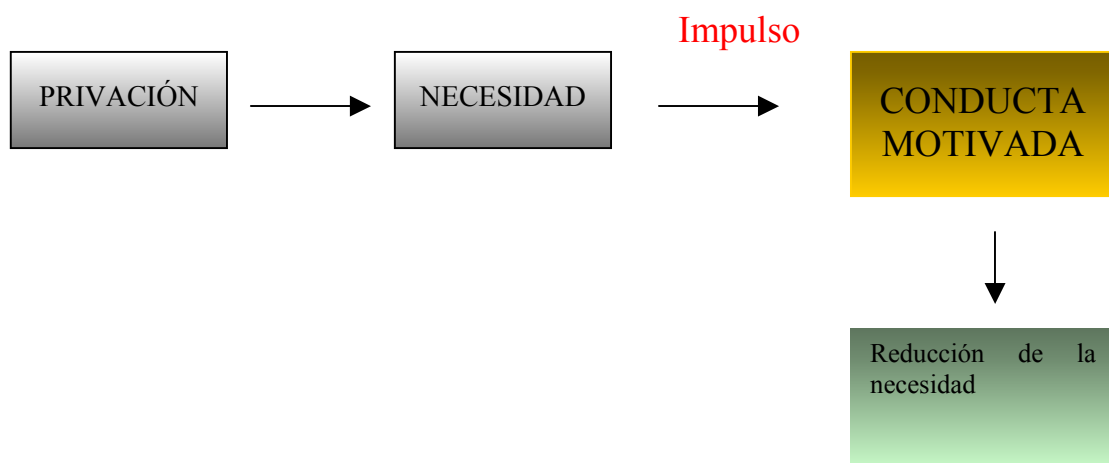 Impulso
PRIVACIÓN
NECESIDAD
CONDUCTA
MOTIVADA
Reducción de la
necesidad